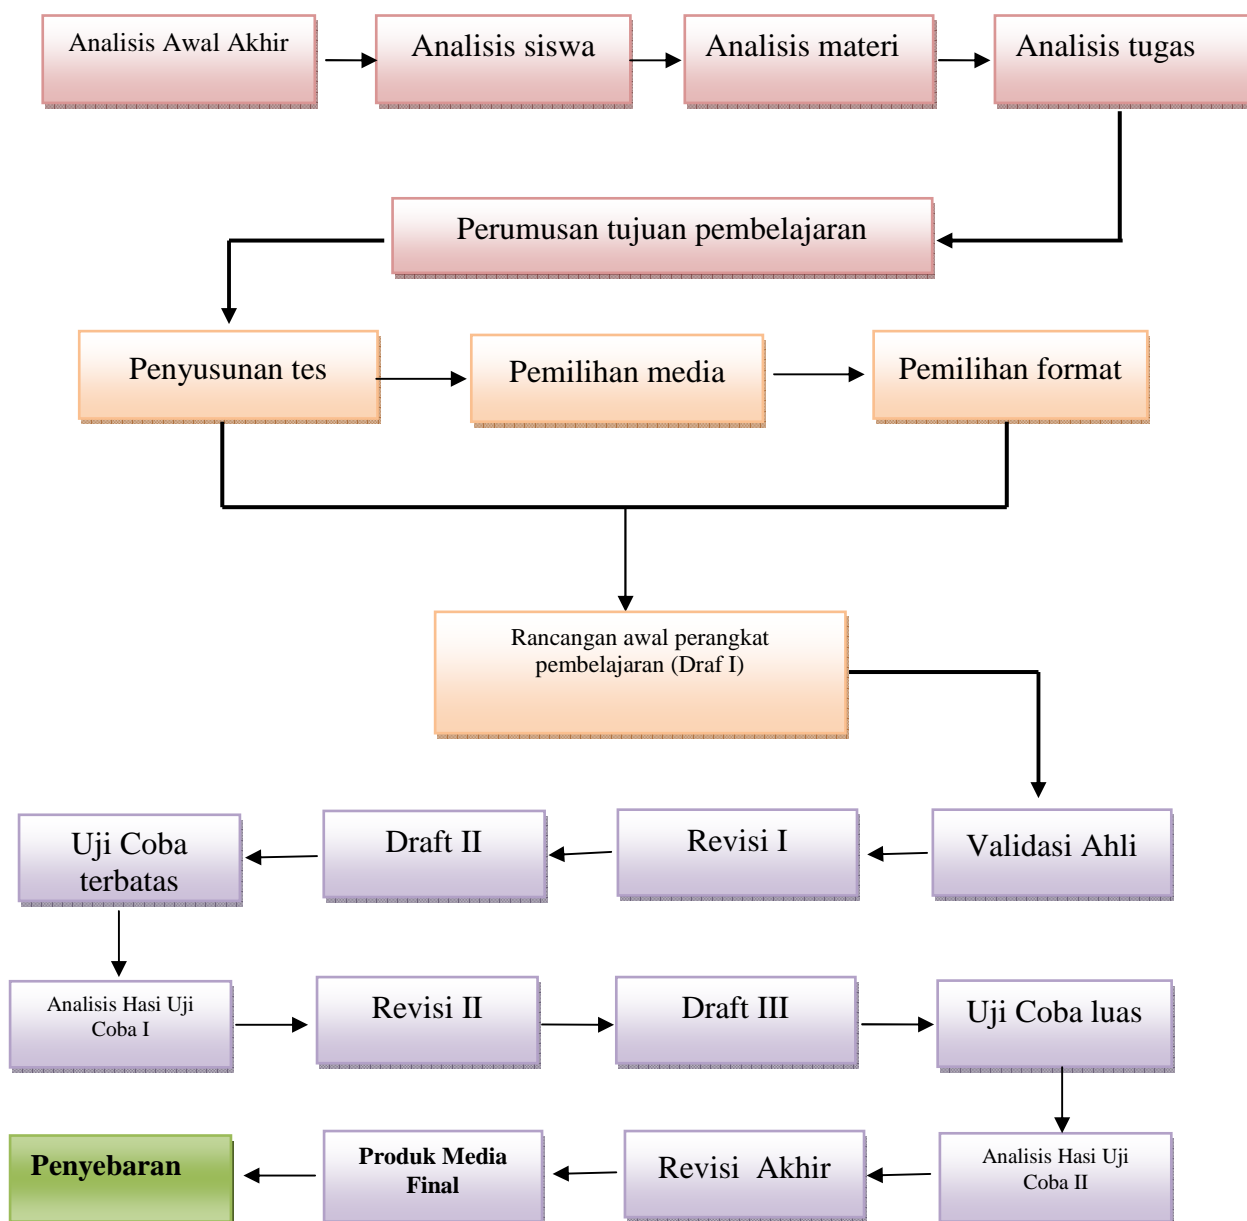 Analisis Awal Akhir
Analisis siswa
Analisis materi
Analisis tugas
Perumusan tujuan pembelajaran
Penyusunan tes
Pemilihan media
Pemilihan format
Rancangan awal perangkat
pembelajaran (Draf I)
Uji Coba
terbatas
Draft II
Revisi I
Validasi Ahli
Analisis Hasi Uji
Coba I
Revisi II
Draft III
Uji Coba luas
Penyebaran
Produk Media
Final
Revisi Akhir
Analisis Hasi Uji
Coba II